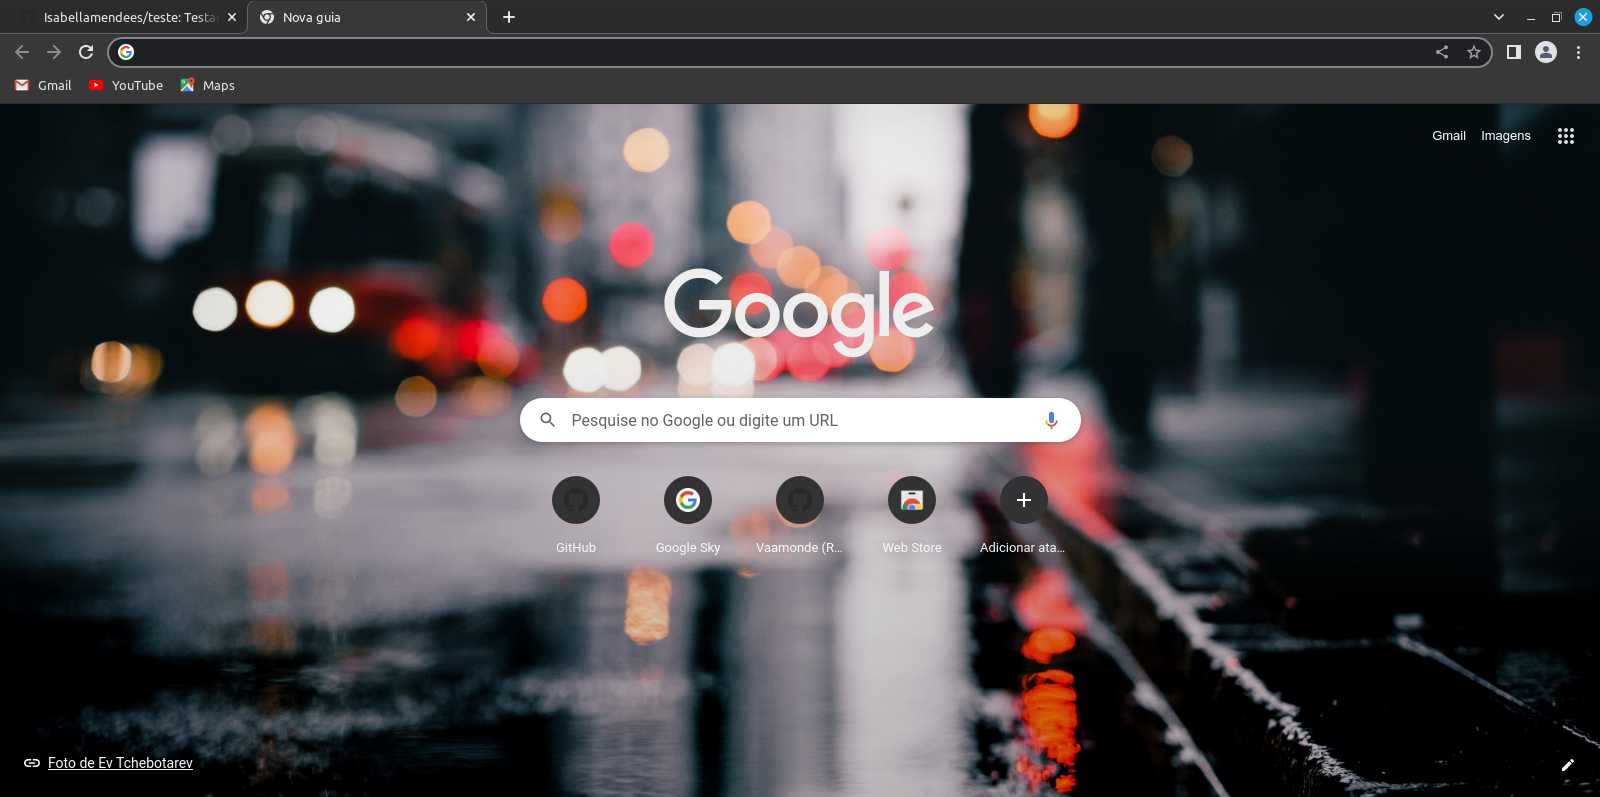 Isabellamendees/teste: Testa
Nova guia
Gmail
YouTube
Maps
Gmail
Imagens
Google
Pesquise no Google ou digite um URL
GitHub
Google Sky
Vaamonde (R...
Web Store
Adicionar ata...
Foto de Ev Tchebotarev